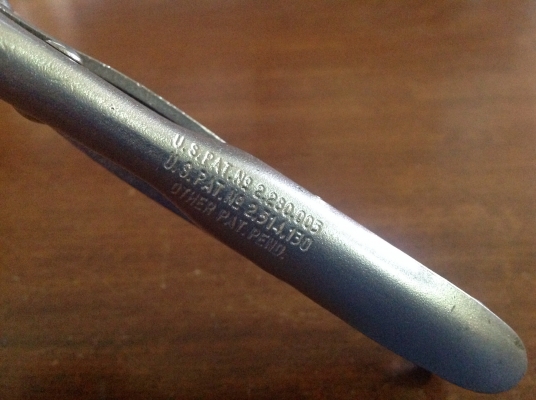 U.S.PAT.NO 2.280.005
U.S.PAT.NO 2.514.130
OTHER PAT. PEND.